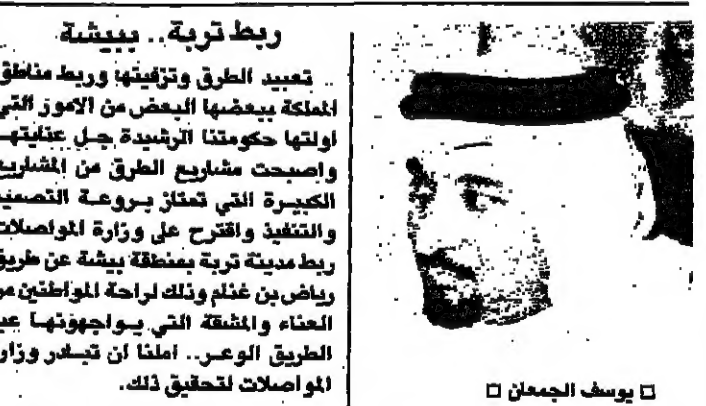 ربط تربة.. ببيشة
.. تعبيد الطرق وتزفيتها وربط مناطق
المملكة ببعضها البعض من الامور التي
اولتها حكومتنا الرشيدة جل عنايتها
واصبحت مشاريع الطرق من المشاريع
الكبيرة التي تمتاز بروعة التصميم
والتنفيذ واقترح على وزارة المواصلات
ربط مدينة تربة بمنطقة بيشة عن طريق
رياض بن غنام وذلك لراحة المواطنين من
العناء والمشقة التي يواجهونها عبر
الطريق الوعر.. املنا ان تبادر وزارة
المواصلات لتحقيق ذلك.
□ يوسف الجمعان □